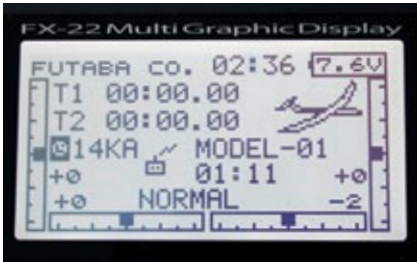 FX-22 Multi Graphic Display
FUTABA CO. 02:36 7.6V
T1 00:00.00
T2 00:00.00
G14KA MODEL-01
+0 01:11 +0
+0 NORMAL -2